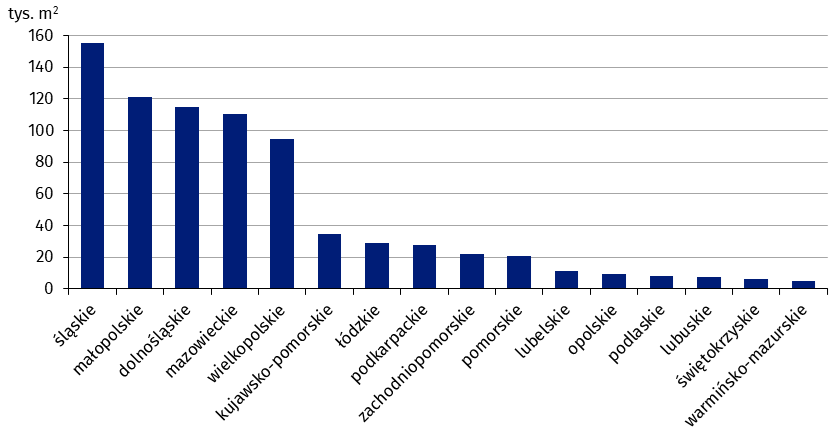 tys. m²
160
140
120
100
80
60
40
20
0
śląskie
małopolskie
dolnośląskie
mazowieckie
wielkopolskie
kujawsko-pomorskie
łódzkie
podkarpackie
zachodniopomorskie
pomorskie
lubelskie
opolskie
podlaskie
lubuskie
świętokrzyskie
warmińsko-mazurskie